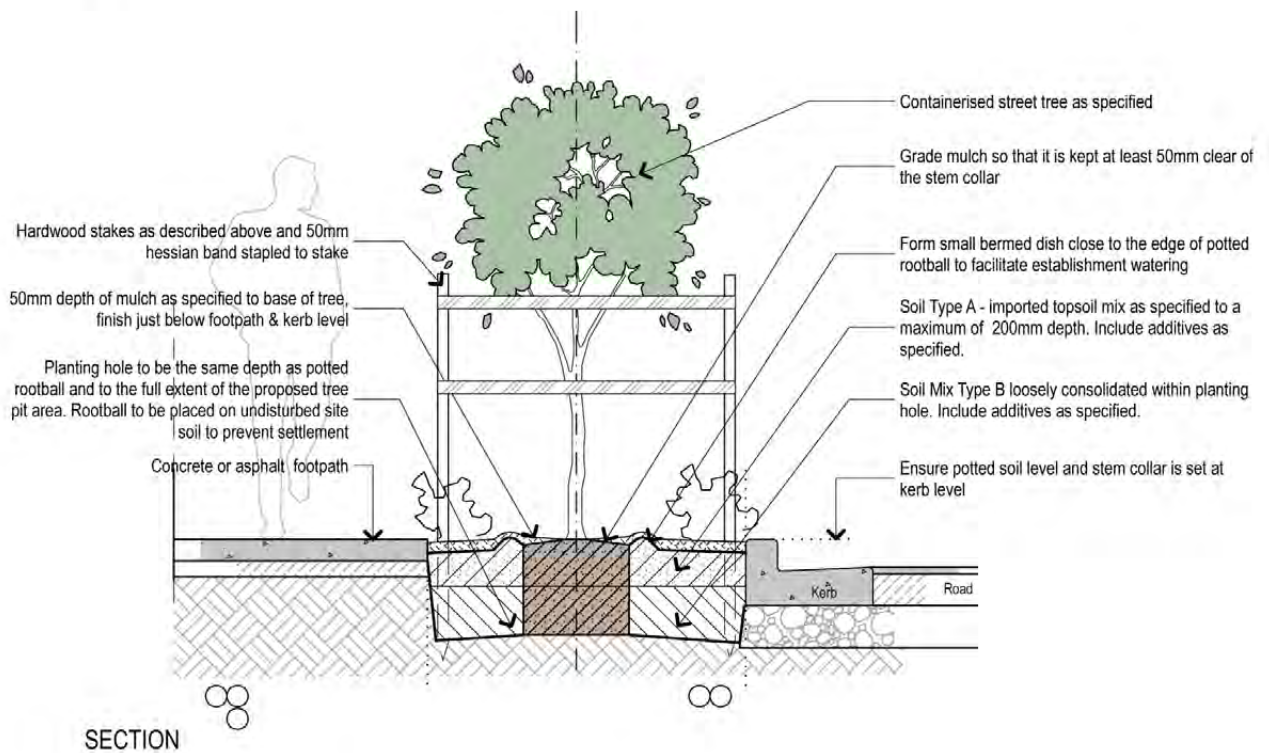 Containerised street tree as specified
Grade mulch so that it is kept at least 50mm clear of
the stem collar
Hardwood stakes as described above and 50mm
hessian band stapled to stake
Form small bermed dish close to the edge of potted
rootball to facilitate establishment watering
50mm depth of mulch as specified to base of tree,
finish just below footpath & kerb level
Soil Type A - imported topsoil mix as specified to a
maximum of 200mm depth. Include additives as
specified.
Planting hole to be the same depth as potted
rootball and to the full extent of the proposed tree
pit area. Rootball to be placed on undisturbed site
soil to prevent settlement
Soil Mix Type B loosely consolidated within planting
hole. Include additives as specified.
Concrete or asphalt footpath
Ensure potted soil level and stem collar is set at
kerb level
Kerb
Road
SECTION